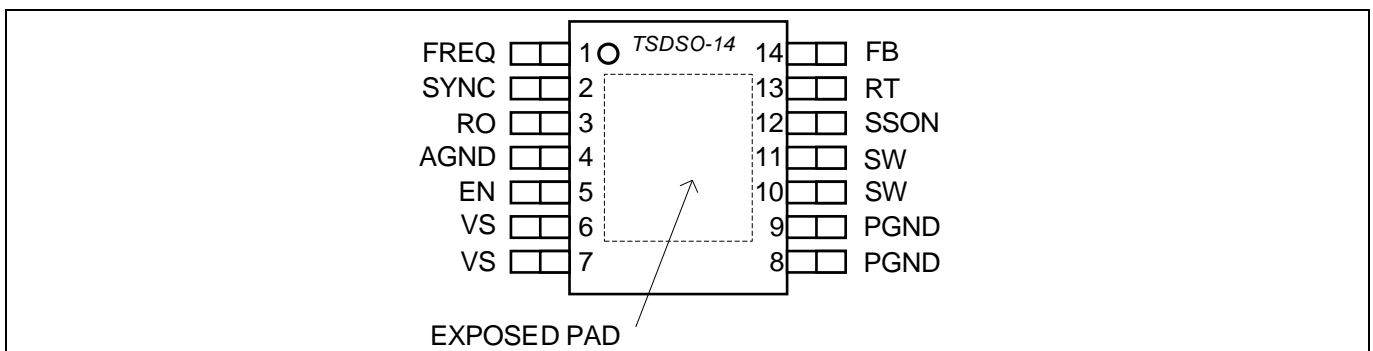 FREQ 1 TSDSO-14 14 FB
SYNC 2 13 RT
RO 3 12 SSON
AGND 4 11 SW
EN 5 10 SW
VS 6 9 PGND
VS 7 8 PGND
EXPOSED PAD